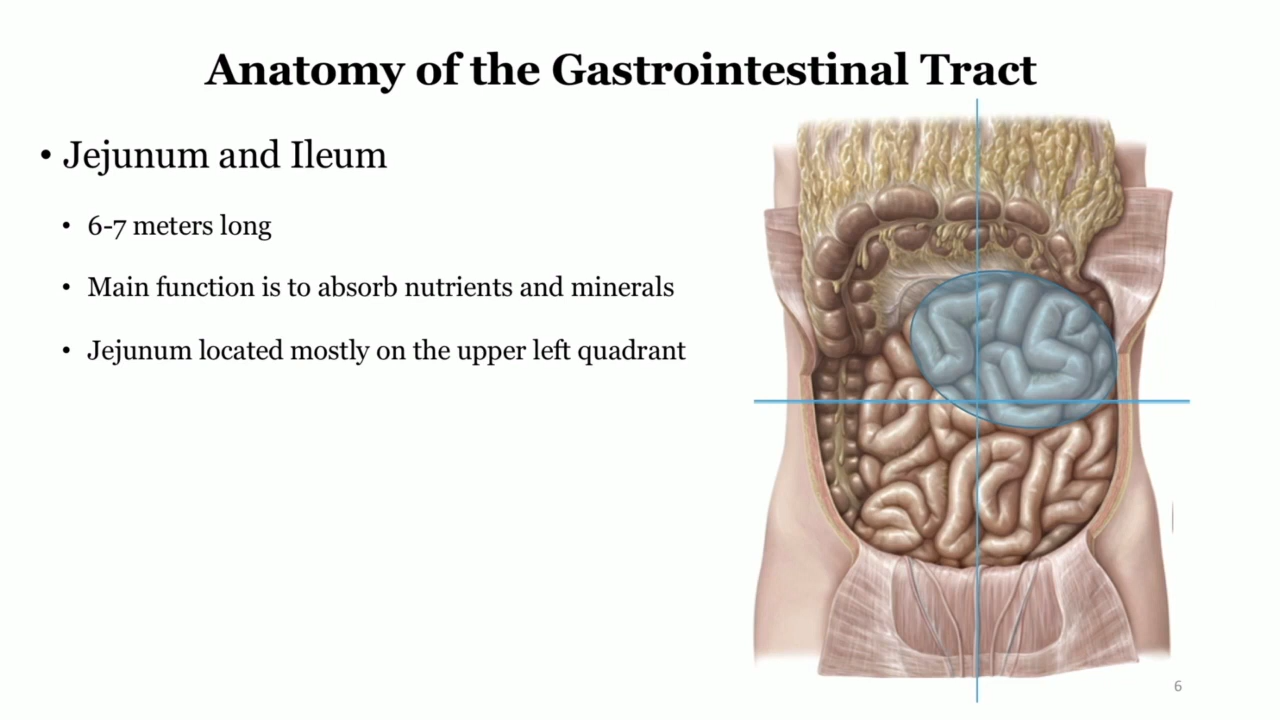 Anatomy of the Gastrointestinal Tract
• Jejunum and Ileum
• 6-7 meters long
• Main function is to absorb nutrients and minerals
• Jejunum located mostly on the upper left quadrant
6